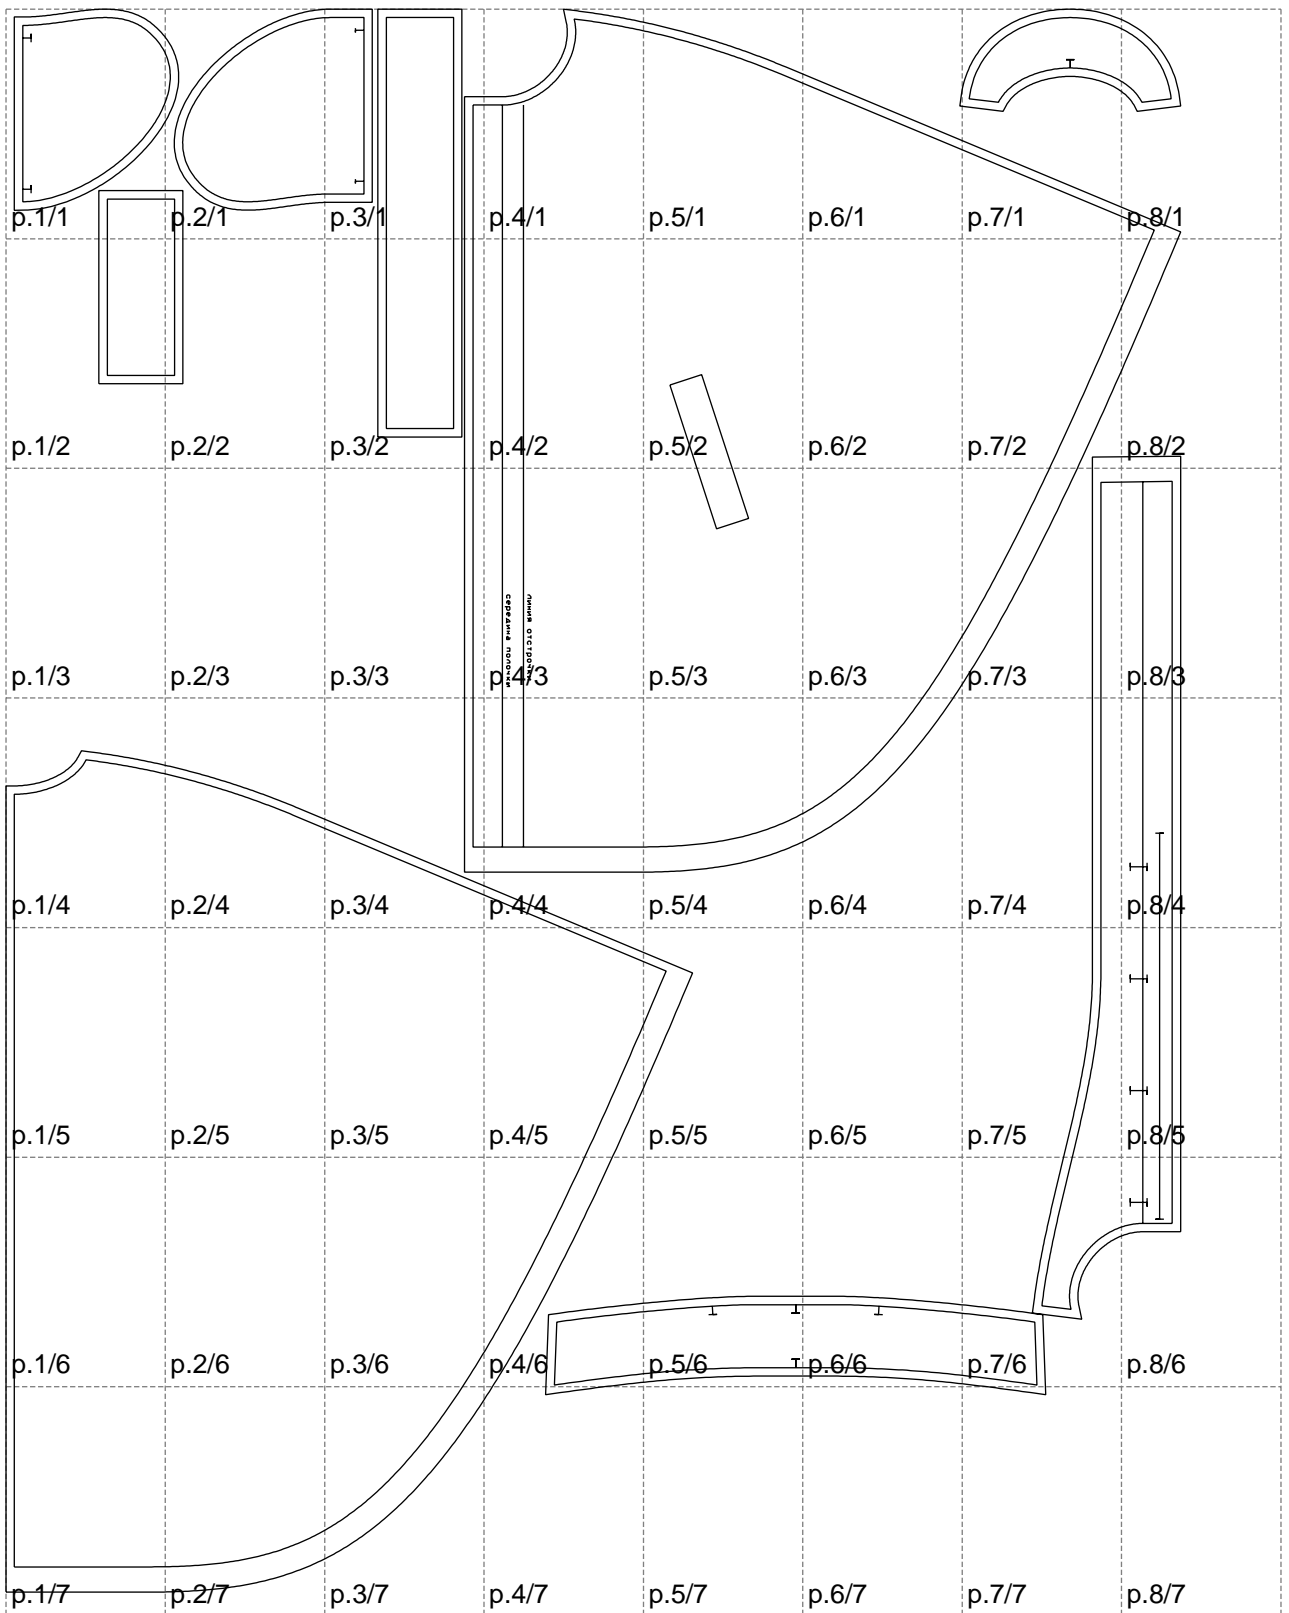 p.1/1 p.2/1 p.3/1 p.4/1 p.5/1 p.6/1 p.7/1 p.8/1
p.1/2 p.2/2 p.3/2 p.4/2 p.5/2 p.6/2 p.7/2 p.8/2
линия отстрочки
середина полочки
p.1/3 p.2/3 p.3/3 p.4/3 p.5/3 p.6/3 p.7/3 p.8/3
p.1/4 p.2/4 p.3/4 p.4/4 p.5/4 p.6/4 p.7/4 p.8/4
p.1/5 p.2/5 p.3/5 p.4/5 p.5/5 p.6/5 p.7/5 p.8/5
p.1/6 p.2/6 p.3/6 p.4/6 p.5/6 p.6/6 p.7/6 p.8/6
p.1/7 p.2/7 p.3/7 p.4/7 p.5/7 p.6/7 p.7/7 p.8/7